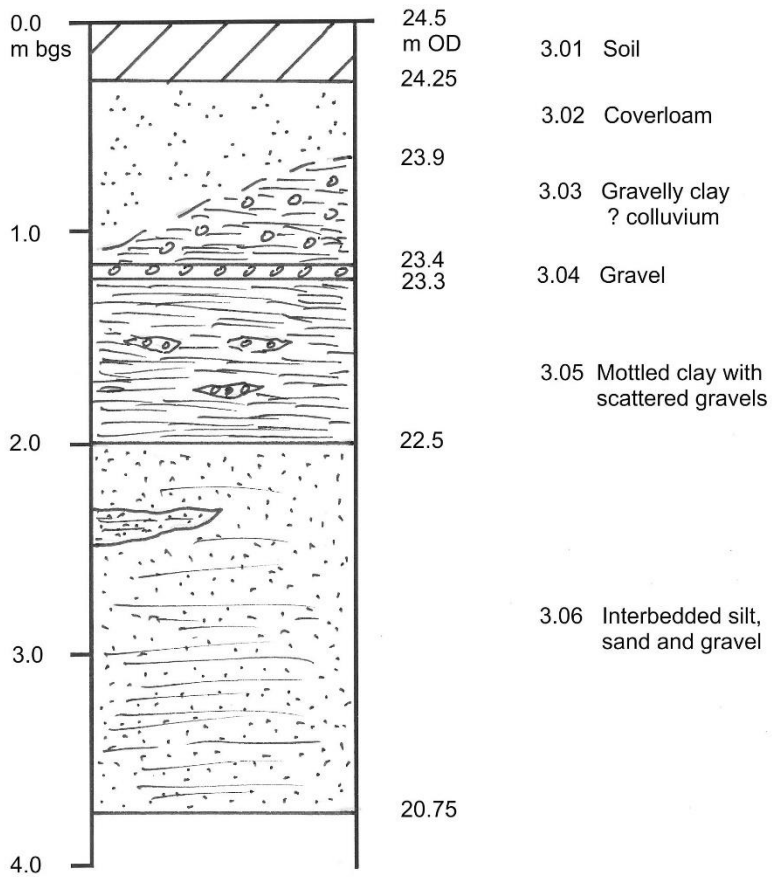 0.0
m bgs
1.0
2.0
3.0
4.0
24.5
m OD
24.25
23.9
23.4
23.3
22.5
20.75
3.01 Soil
3.02 Coverloam
3.03 Gravelly clay
? colluvium
3.04 Gravel
3.05 Mottled clay with
scattered gravels
3.06 Interbedded silt,
sand and gravel